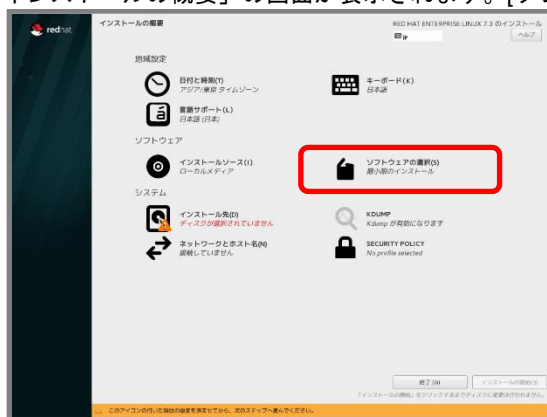 インストールの概要」の画面が表示されます。[ソ
redhat
インストールの概要
RED HAT ENTERPRISE LINUX 7.3 のインストール
jp
ヘルプ
地域設定
日付と時刻(T)
アジア/東京 タイムゾーン
キーボード(K)
日本語
言語サポート(L)
日本語 (日本)
ソフトウェア
インストールソース(I)
ローカルメディア
ソフトウェアの選択(S)
最小限のインストール
システム
インストール先(D)
ディスクが選択されていません
KDUMP
Kdump が有効になります
ネットワークとホスト名(N)
接続していません
SECURITY POLICY
No profile selected
終了(Q)
インストールの開始(B)
「インストールの開始」をクリックするまでディスクに変更は行われません。
このアイコンの付いた項目の設定を済ませてから、次のステップへ進んでください。